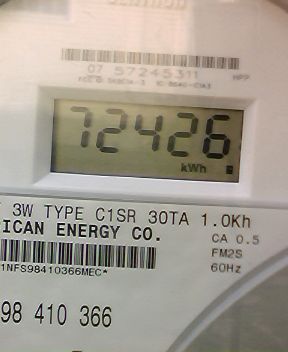 07 57245311
HPP
72426
kWh
3W TYPE C1SR 30TA 1.0Kh
ICAN ENERGY CO.
CA 0.5
FM2S
60Hz
1NFS98410366MEC*
98 410 366